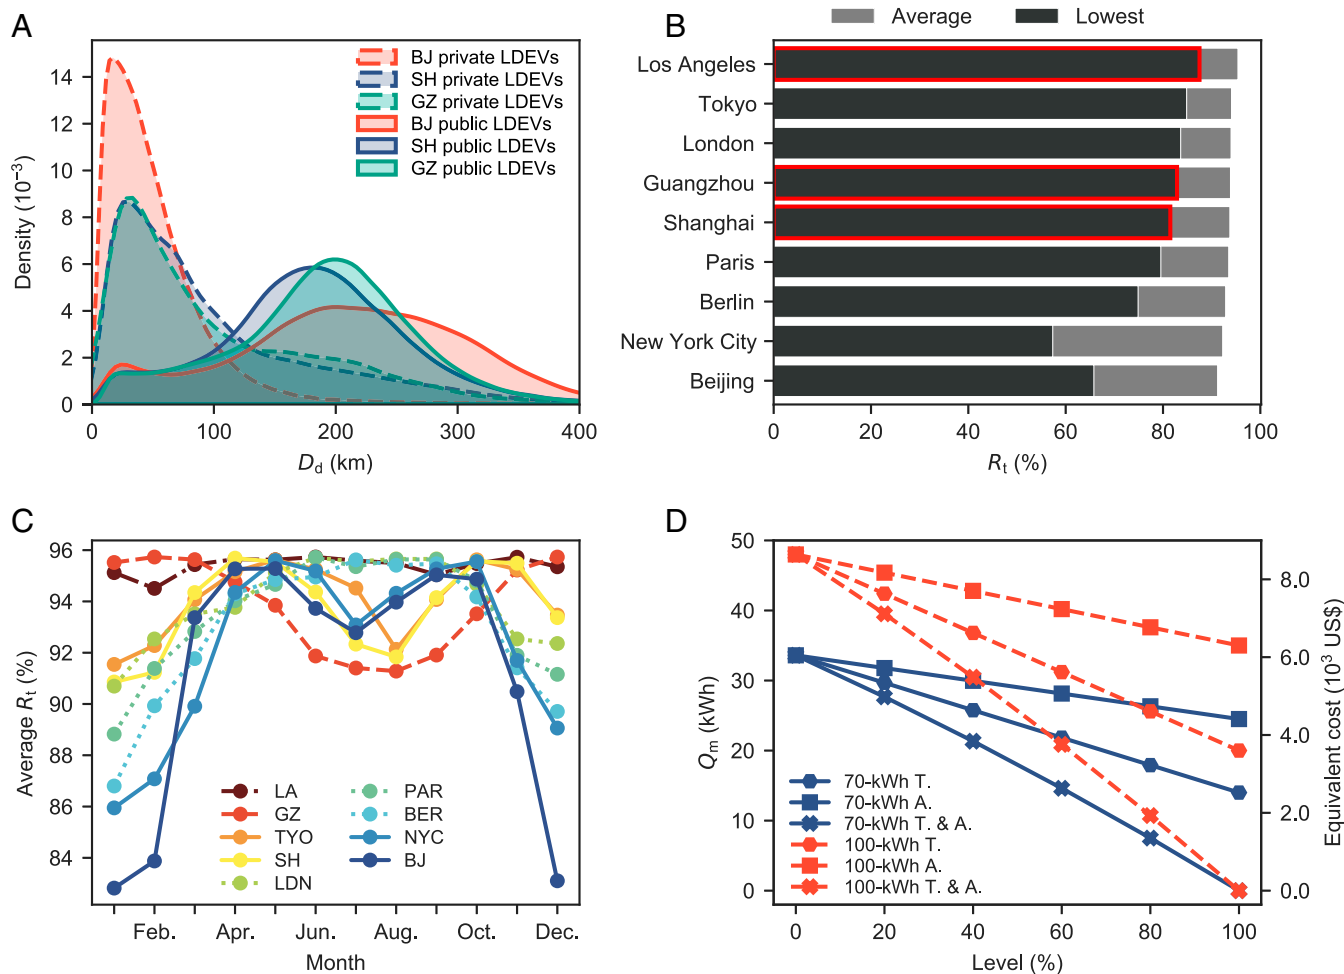 A
BJ private LDEVs
SH private LDEVs
GZ private LDEVs
BJ public LDEVs
SH public LDEVs
GZ public LDEVs
Density (10⁻³)
14
12
10
8
6
4
2
0
0 100 200 300 400
D_d (km)
B
Average Lowest
Los Angeles
Tokyo
London
Guangzhou
Shanghai
Paris
Berlin
New York City
Beijing
0 20 40 60 80 100
R_t (%)
C
Average R_t (%)
96
94
92
90
88
86
84
LA
GZ
TYO
SH
LDN
PAR
BER
NYC
BJ
Feb. Apr. Jun. Aug. Oct. Dec.
Month
D
Q_m (kWh)
50
40
30
20
10
0
70-kWh T.
70-kWh A.
70-kWh T. & A.
100-kWh T.
100-kWh A.
100-kWh T. & A.
8.0
6.0
4.0
2.0
0.0
Equivalent cost (10³ US$)
0 20 40 60 80 100
Level (%)